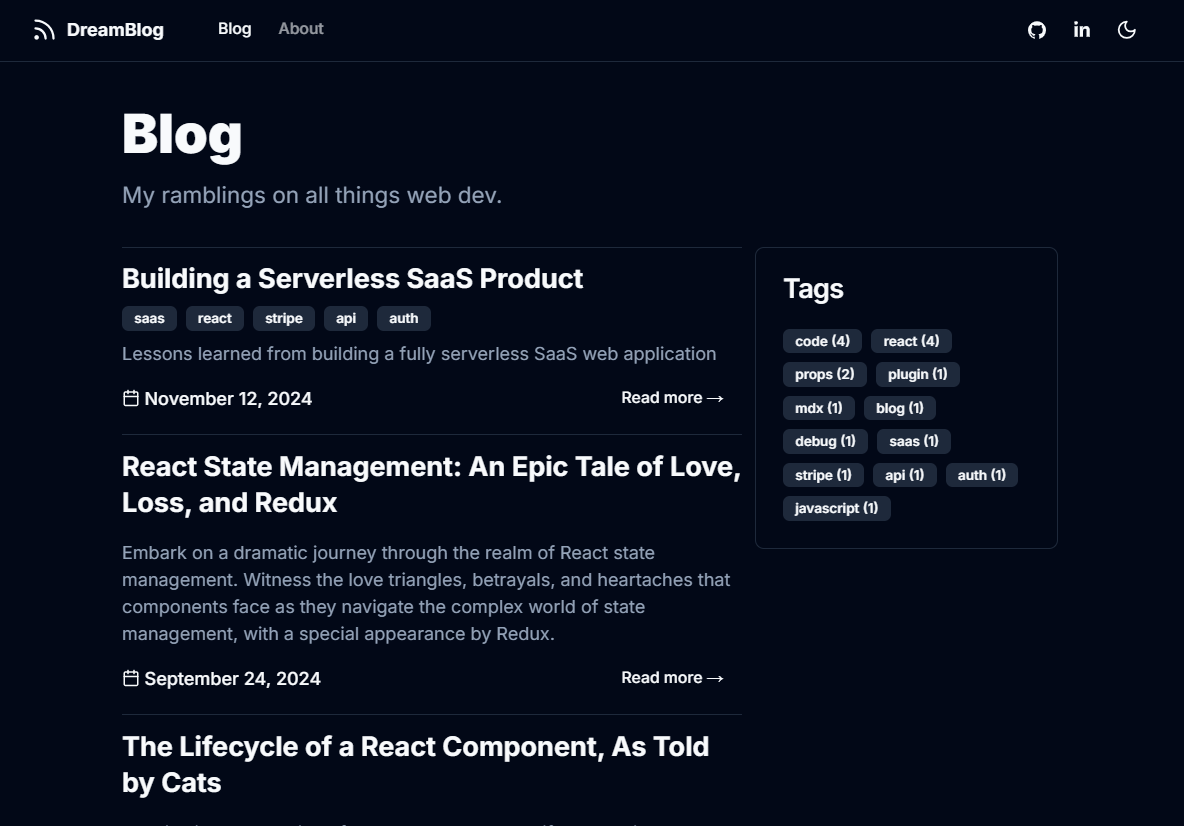 DreamBlog Blog About
Blog
My ramblings on all things web dev.
Building a Serverless SaaS Product
saas react stripe api auth
Lessons learned from building a fully serverless SaaS web application
November 12, 2024 Read more →
React State Management: An Epic Tale of Love,
Loss, and Redux
Embark on a dramatic journey through the realm of React state
management. Witness the love triangles, betrayals, and heartaches that
components face as they navigate the complex world of state
management, with a special appearance by Redux.
September 24, 2024 Read more →
The Lifecycle of a React Component, As Told
by Cats
Tags
code (4) react (4)
props (2) plugin (1)
mdx (1) blog (1)
debug (1) saas (1)
stripe (1) api (1) auth (1)
javascript (1)